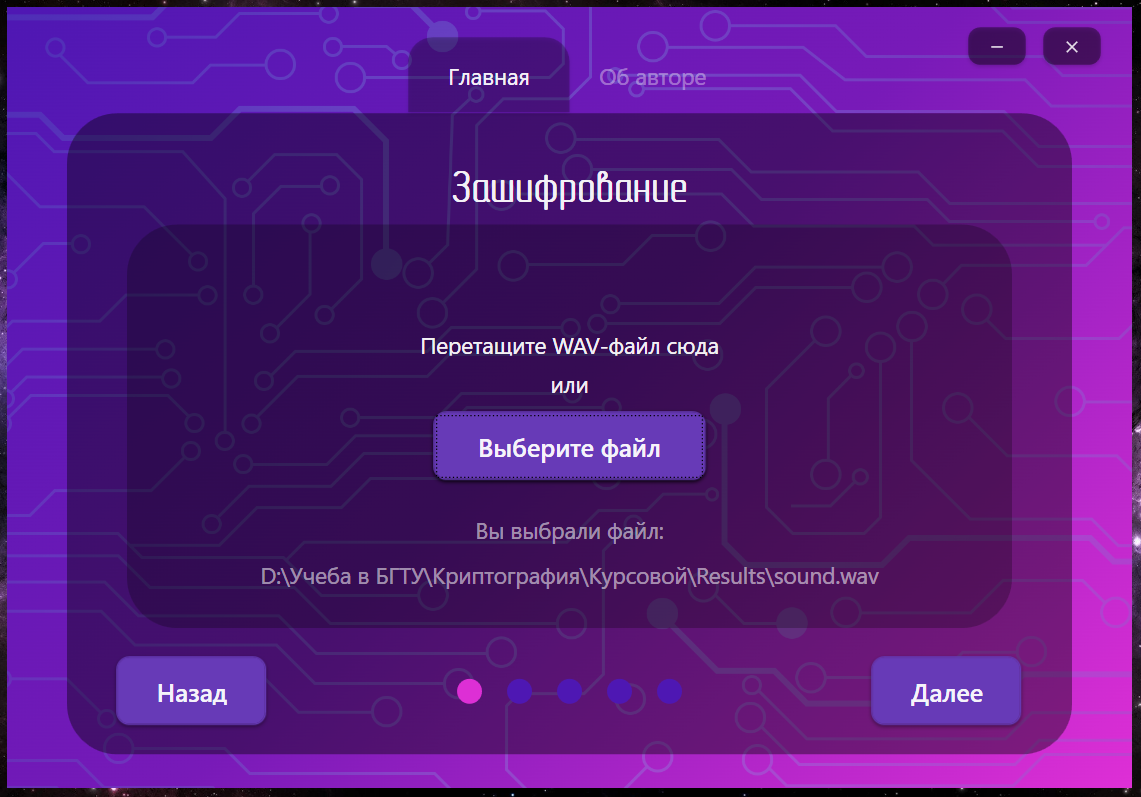 Главная
Об авторе
Зашифрование
Перетащите WAV-файл сюда
или
Выберите файл
Вы выбрали файл:
D:\Учеба в БГТУ\Криптография\Курсовой\Results\sound.wav
Назад
Далее